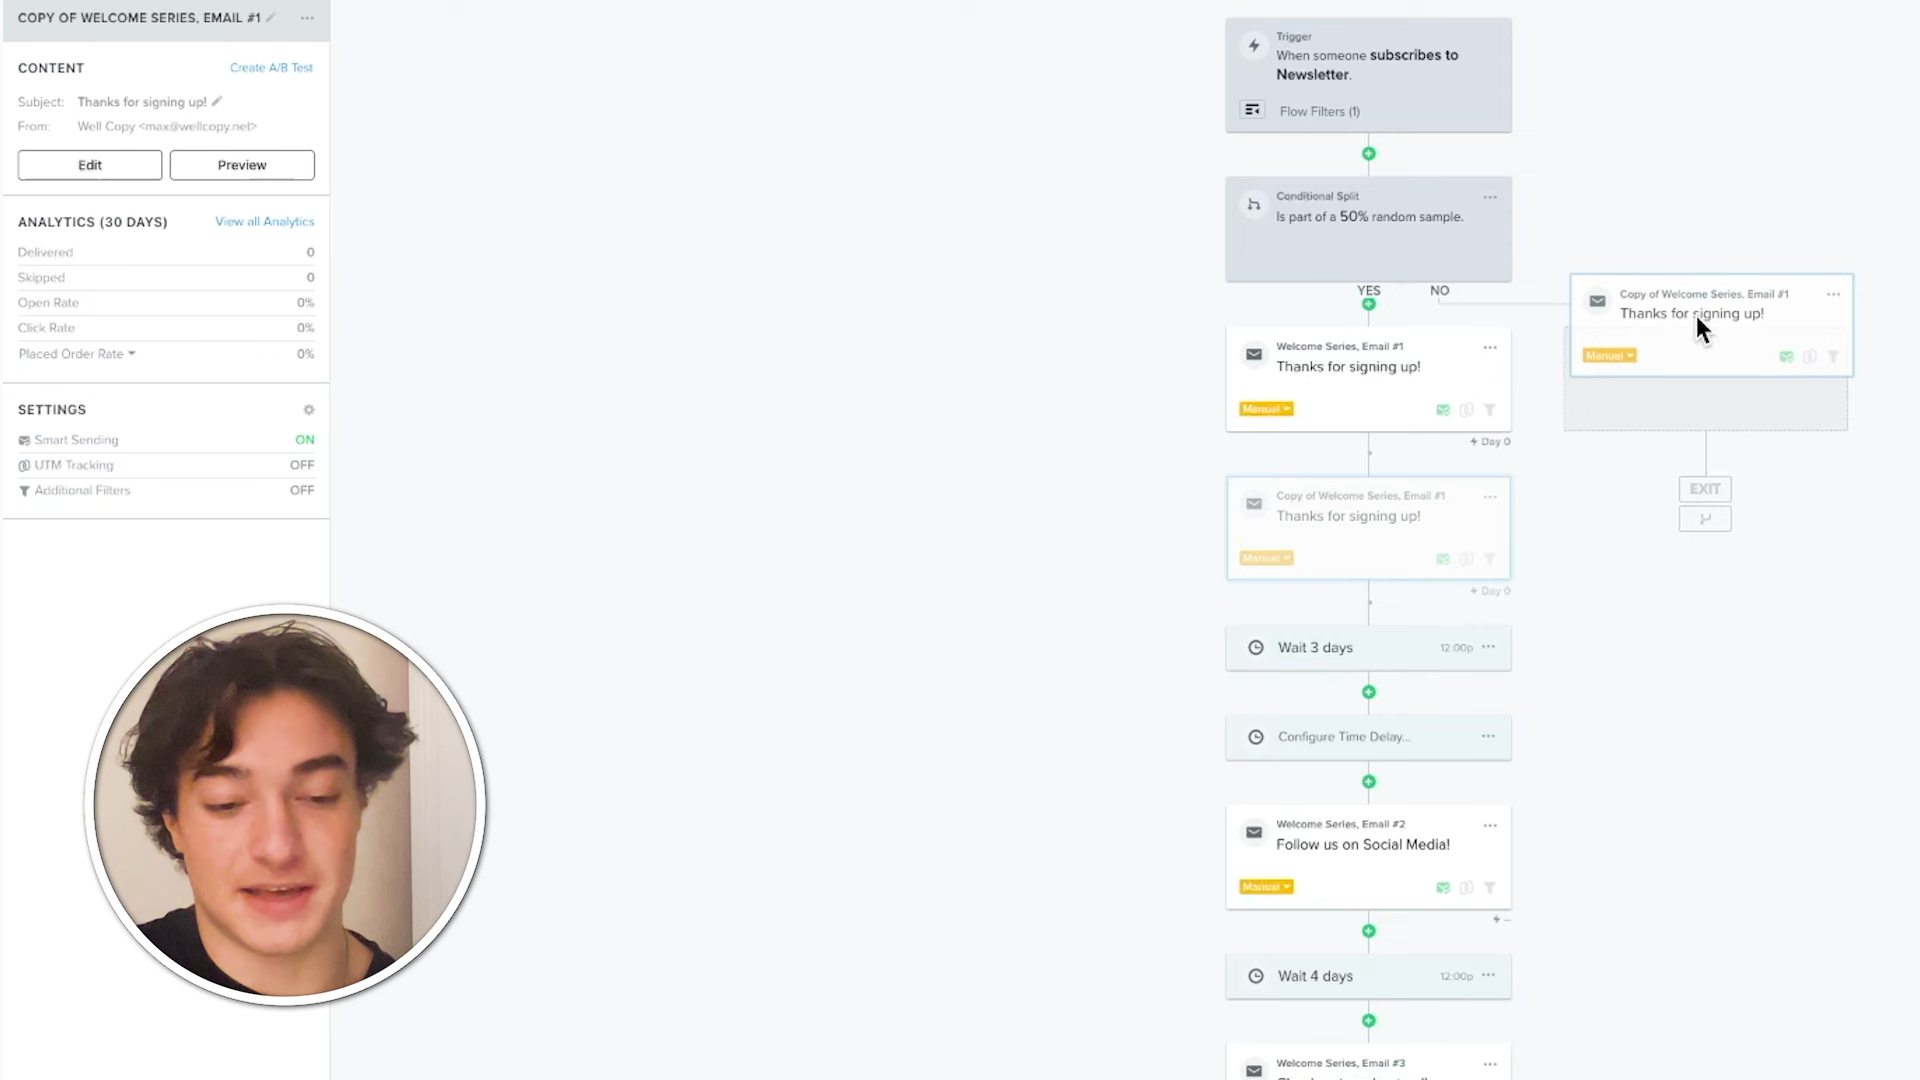 COPY OF WELCOME SERIES, EMAIL #1
CONTENT
Create A/B Test
Subject: Thanks for signing up!
From: Well Copy <max@wellcopy.net>
Edit
Preview
ANALYTICS (30 DAYS)
View all Analytics
Delivered 0
Skipped 0
Open Rate 0%
Click Rate 0%
Placed Order Rate 0%
SETTINGS
Smart Sending ON
UTM Tracking OFF
Additional Filters OFF
Trigger
When someone subscribes to
Newsletter.
Flow Filters (1)
Conditional Split
Is part of a 50% random sample.
YES
NO
Copy of Welcome Series, Email #1
Thanks for signing up!
Manual
Welcome Series, Email #1
Thanks for signing up!
Manual
Day 0
Copy of Welcome Series, Email #1
Thanks for signing up!
Manual
Day 0
EXIT
Wait 3 days 12:00p
Configure Time Delay...
Welcome Series, Email #2
Follow us on Social Media!
Manual
Wait 4 days 12:00p
Welcome Series, Email #3